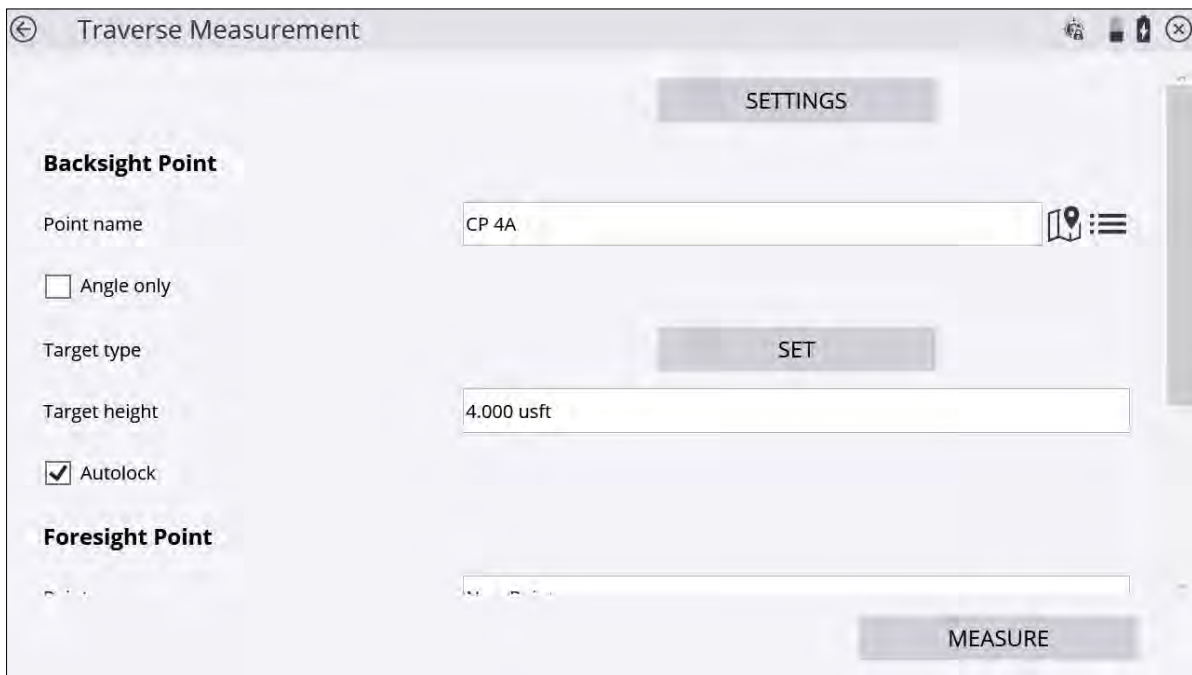 Traverse Measurement
SETTINGS
Backsight Point
Point name CP 4A
Angle only
Target type SET
Target height 4.000 usft
Autolock
Foresight Point
MEASURE